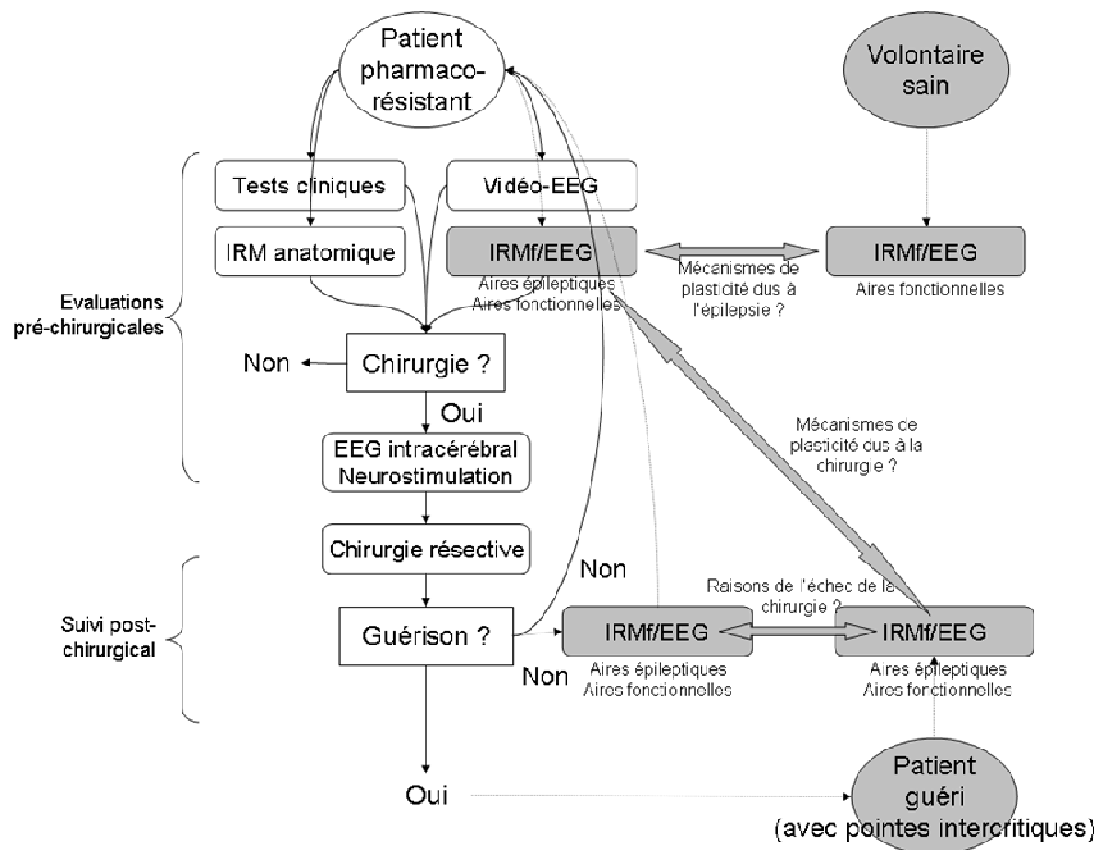 Patient
pharmaco-
résistant
Volontaire
sain
Tests cliniques
Vidéo-EEG
IRM anatomique
IRMf/EEG
Aires épileptiques
Aires fonctionnelles
Mécanismes de
plasticité dus à
l'épilepsie ?
IRMf/EEG
Aires fonctionnelles
Evaluations
pré-chirurgicales
Non
Chirurgie ?
Oui
EEG intracérébral
Neurostimulation
Mécanismes de
plasticité dus à la
chirurgie ?
Chirurgie résective
Non
Raisons de l'échec de la
chirurgie ?
Suivi post-
chirurgical
Guérison ?
Non
IRMf/EEG
Aires épileptiques
Aires fonctionnelles
IRMf/EEG
Aires épileptiques
Aires fonctionnelles
Oui
Patient
guéri
(avec pointes intercritiques)